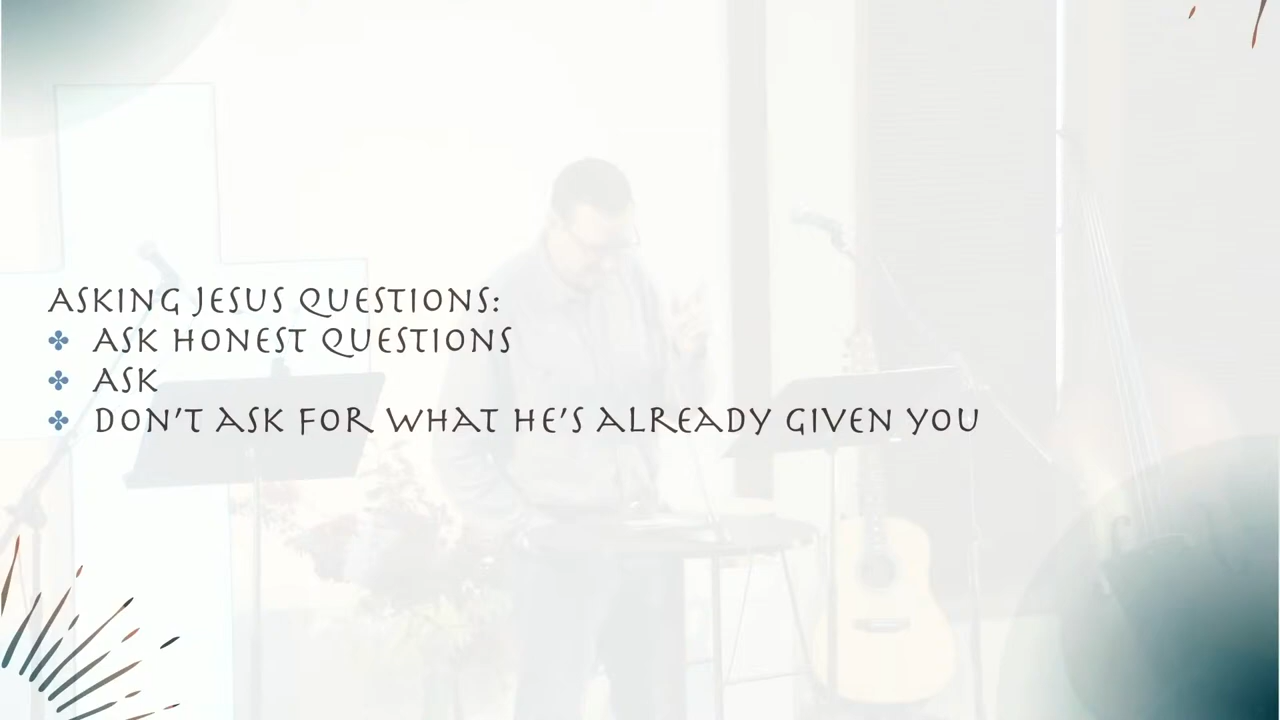 ASKING JESUS QUESTIONS:
✤ ASK HONEST QUESTIONS
✤ ASK
✤ DON'T ASK FOR WHAT HE'S ALREADY GIVEN YOU